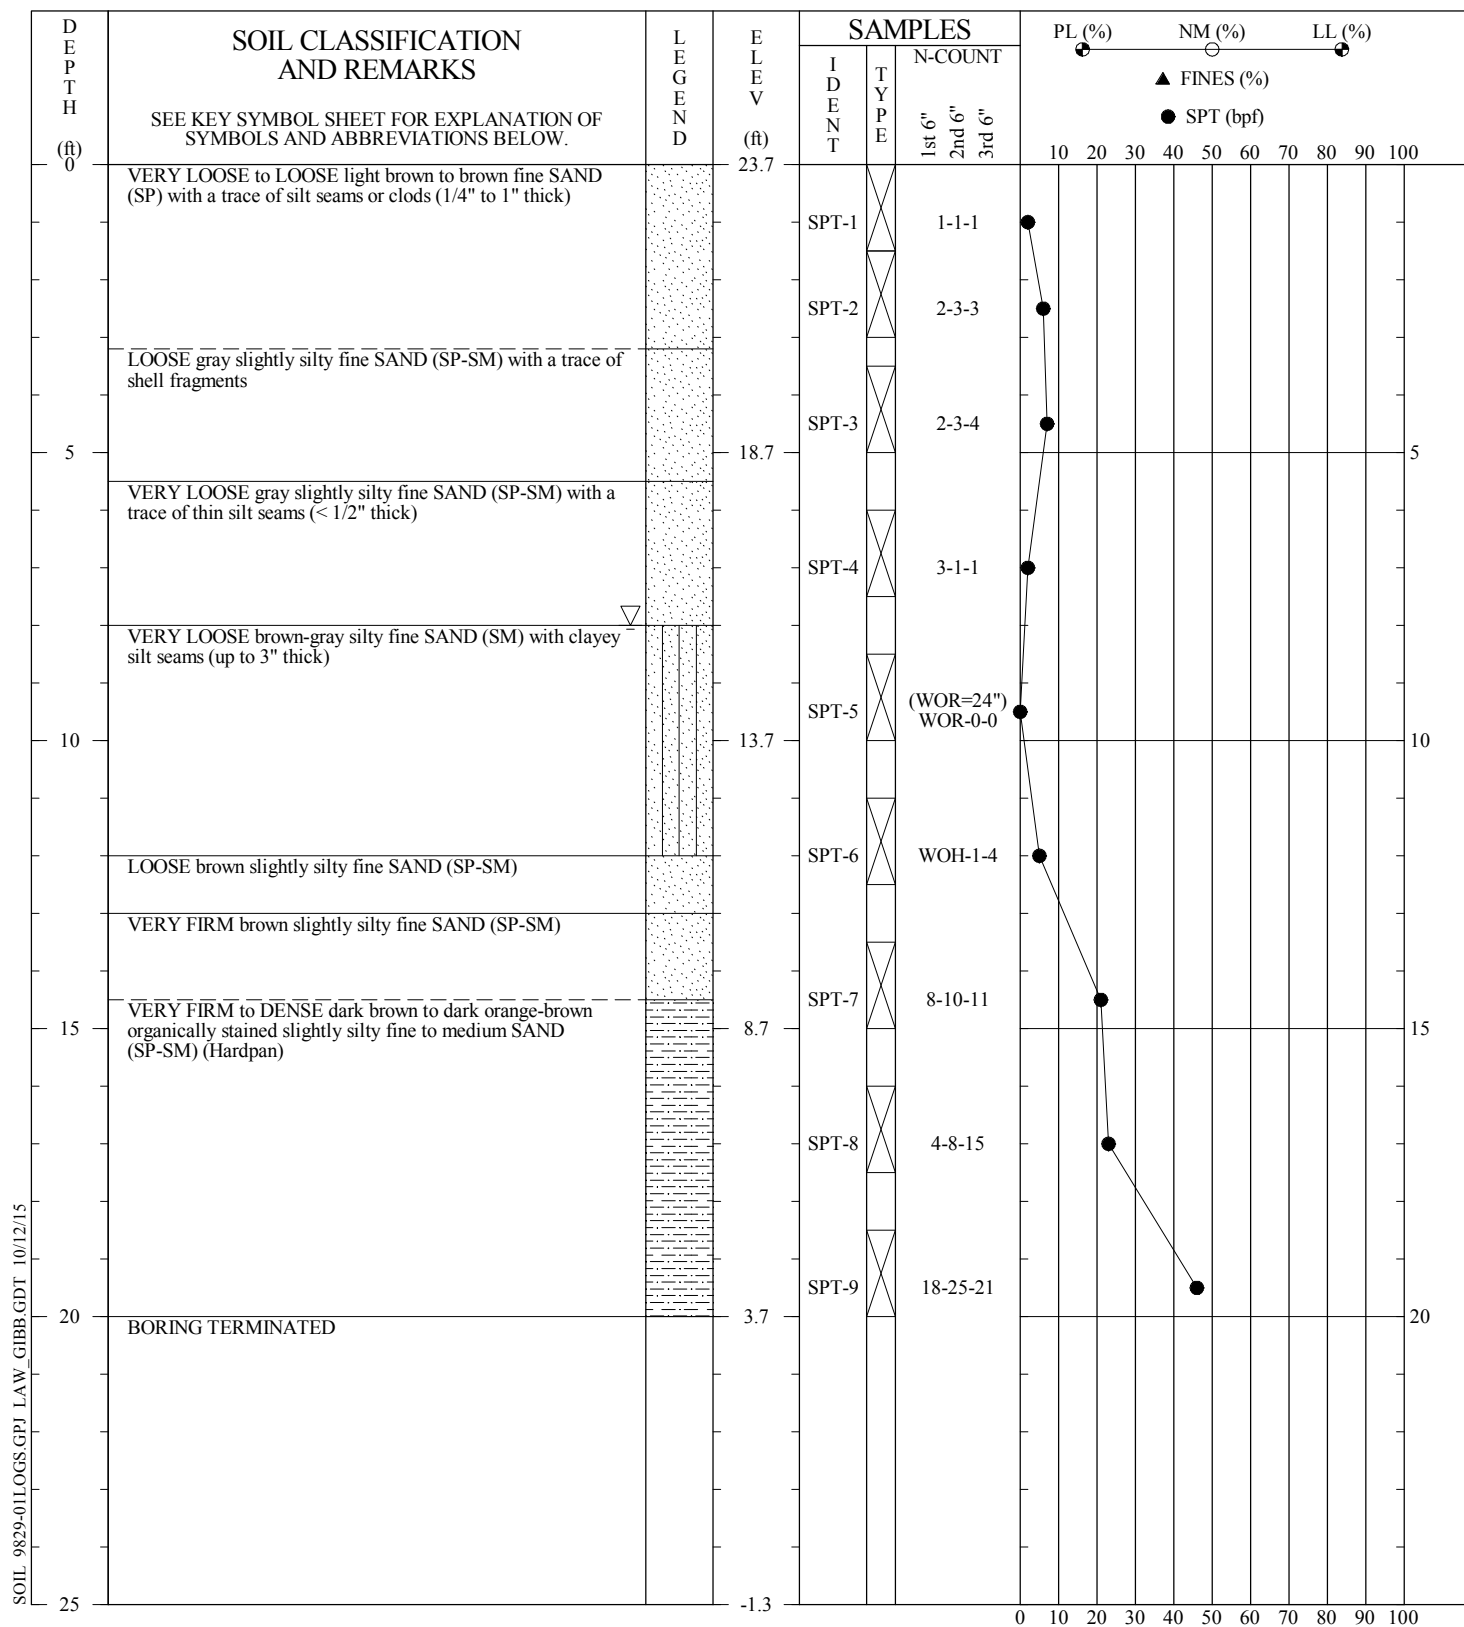 DEPTH
(ft)
SOIL CLASSIFICATION
AND REMARKS
SEE KEY SYMBOL SHEET FOR EXPLANATION OF
SYMBOLS AND ABBREVIATIONS BELOW.
LEGEND
ELEV
(ft)
SAMPLES
IDENT
TYPE
N-COUNT
1st 6"
2nd 6"
3rd 6"
PL (%) NM (%) LL (%)
FINES (%)
SPT (bpf)
10 20 30 40 50 60 70 80 90 100
0
23.7
VERY LOOSE to LOOSE light brown to brown fine SAND
(SP) with a trace of silt seams or clods (1/4" to 1" thick)
SPT-1 1-1-1
SPT-2 2-3-3
LOOSE gray slightly silty fine SAND (SP-SM) with a trace of
shell fragments
SPT-3 2-3-4
5 18.7 5
VERY LOOSE gray slightly silty fine SAND (SP-SM) with a
trace of thin silt seams (< 1/2" thick)
SPT-4 3-1-1
VERY LOOSE brown-gray silty fine SAND (SM) with clayey
silt seams (up to 3" thick)
(WOR=24")
SPT-5 WOR-0-0
10 13.7 10
SPT-6 WOH-1-4
LOOSE brown slightly silty fine SAND (SP-SM)
VERY FIRM brown slightly silty fine SAND (SP-SM)
SPT-7 8-10-11
VERY FIRM to DENSE dark brown to dark orange-brown
organically stained slightly silty fine to medium SAND
(SP-SM) (Hardpan)
15 8.7 15
SPT-8 4-8-15
SPT-9 18-25-21
20 3.7 20
BORING TERMINATED
25 -1.3
0 10 20 30 40 50 60 70 80 90 100
SOIL 9829-01LOGS.GPJ LAW_GIBB.GDT 10/12/15